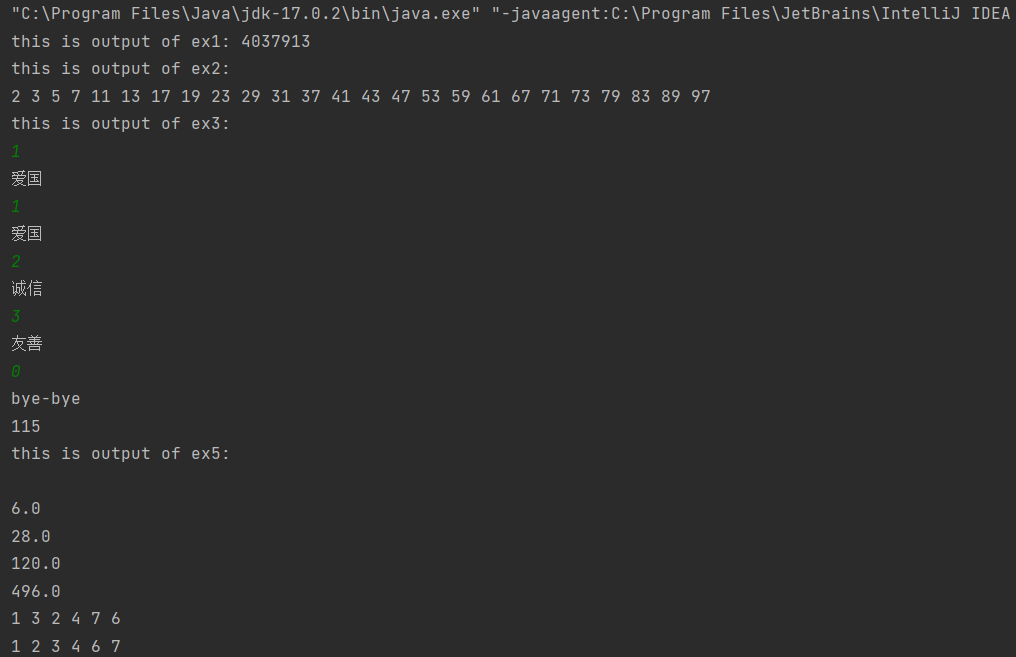 "C:\Program Files\Java\jdk-17.0.2\bin\java.exe" "-javaagent:C:\Program Files\JetBrains\IntelliJ IDEA
this is output of ex1: 4037913
this is output of ex2:
2 3 5 7 11 13 17 19 23 29 31 37 41 43 47 53 59 61 67 71 73 79 83 89 97
this is output of ex3:
1
爱国
1
爱国
2
诚信
3
友善
0
bye-bye
115
this is output of ex5:
6.0
28.0
120.0
496.0
1 3 2 4 7 6
1 2 3 4 6 7